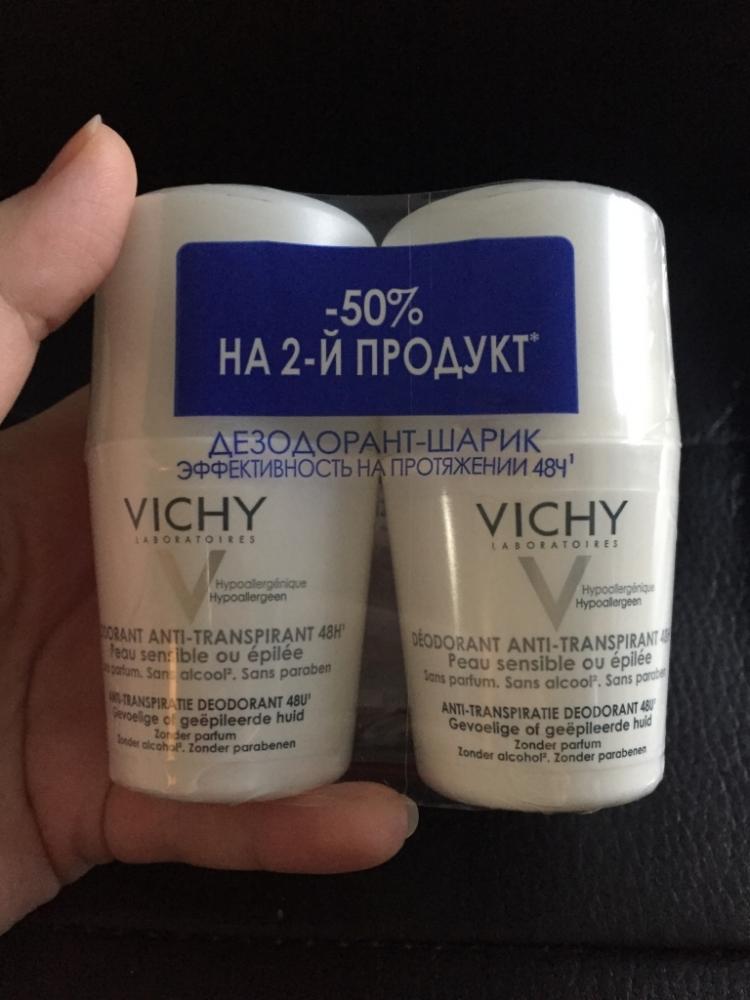 -50%
НА 2-Й ПРОДУКТ*
ДЕЗОДОРАНТ-ШАРИК
ЭФФЕКТИВНОСТЬ НА ПРОТЯЖЕНИИ 48Ч¹
VICHY
LABORATOIRES
V
Hypoallergénique
Hypoallergeen
ANTI-TRANSPIRANT 48H¹
Peau sensible ou épilée
parfum. Sans alcool². Sans paraben
ANTI-TRANSPIRATIE DEODORANT 48U¹
Gevoelige of geëpileerde huid
Zonder parfum
Zonder alcohol². Zonder parabenen
VICHY
LABORATOIRES
V
Hypoallergénique
Hypoallergeen
DÉODORANT ANTI-TRANSPIRANT 48H
Peau sensible ou épilée
Sans parfum. Sans alcool². Sans paraben
ANTI-TRANSPIRATIE DEODORANT 48U¹
Gevoelige of geëpileerde huid
Zonder parfum
Zonder alcohol². Zonder parabenen